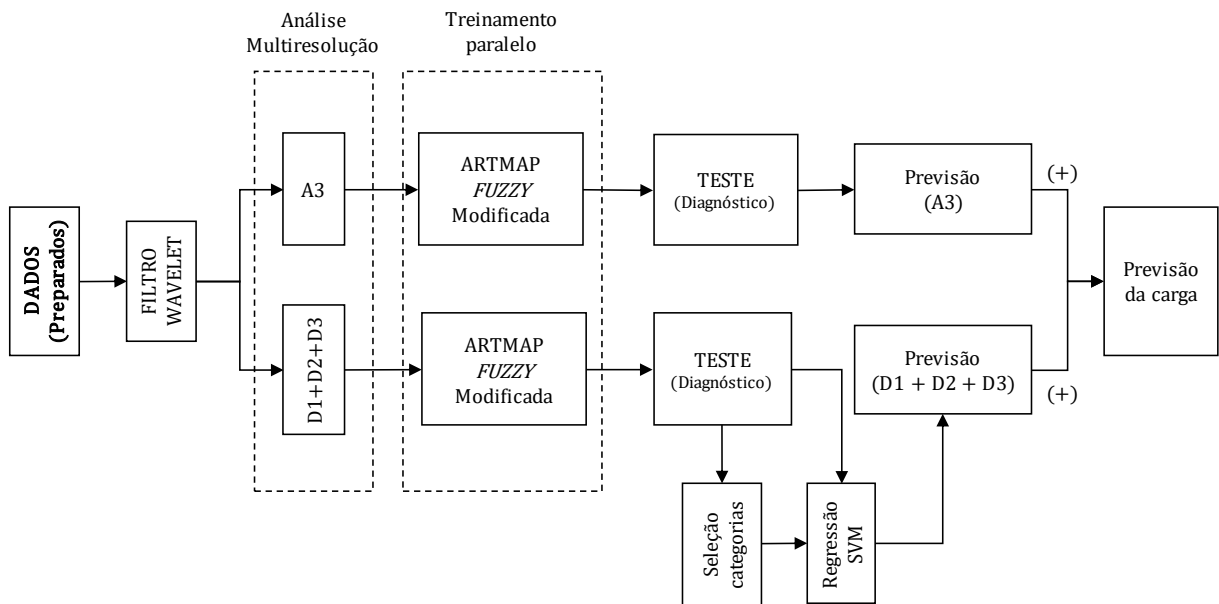 Análise
Multiresolução
Treinamento
paralelo
DADOS
(Preparados)
FILTRO
WAVELET
A3
ARTMAP
FUZZY
Modificada
TESTE
(Diagnóstico)
Previsão
(A3)
(+)
D1+D2+D3
ARTMAP
FUZZY
Modificada
TESTE
(Diagnóstico)
Previsão
(D1 + D2 + D3)
(+)
Previsão
da carga
Seleção
categorias
Regressão
SVM